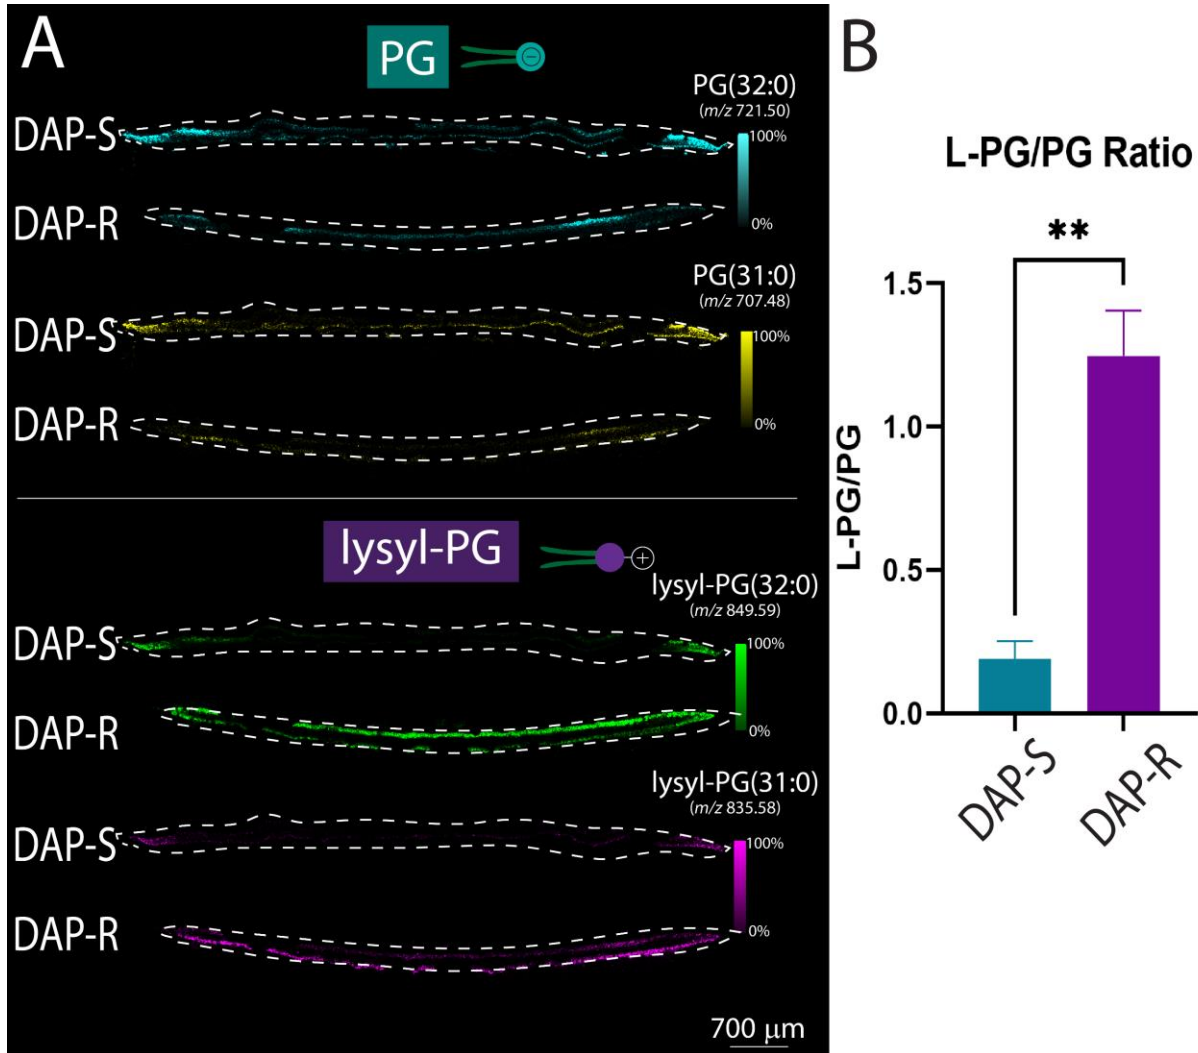 A
PG
PG(32:0)
(m/z 721.50)
DAP-S
100%
0%
DAP-R
PG(31:0)
(m/z 707.48)
DAP-S
100%
0%
DAP-R
lysyl-PG
+
lysyl-PG(32:0)
(m/z 849.59)
DAP-S
100%
0%
DAP-R
lysyl-PG(31:0)
(m/z 835.58)
DAP-S
100%
0%
DAP-R
700 µm
B
L-PG/PG Ratio
**
1.5
1.0
0.5
0.0
L-PG/PG
DAP-S
DAP-R